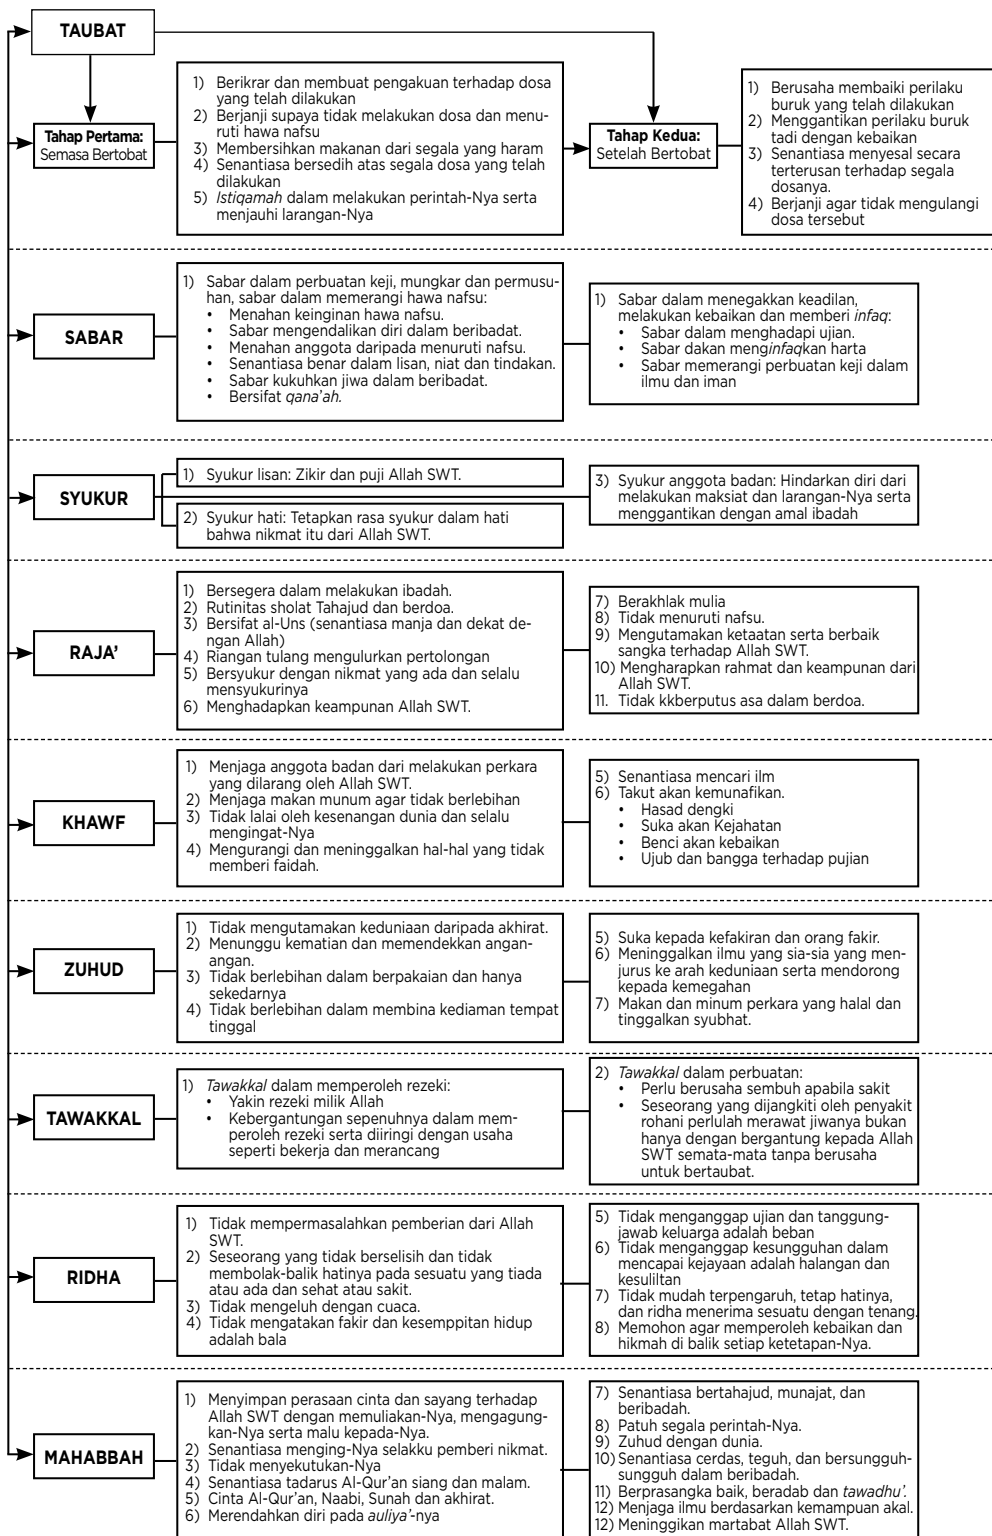 TAUBAT
Tahap Pertama:
Semasa Bertobat
1) Berikrar dan membuat pengakuan terhadap dosa
yang telah dilakukan
2) Berjanji supaya tidak melakukan dosa dan menu-
ruti hawa nafsu
3) Membersihkan makanan dari segala yang haram
4) Senantiasa bersedih atas segala dosa yang telah
dilakukan
5) Istiqamah dalam melakukan perintah-Nya serta
menjauhi larangan-Nya
Tahap Kedua:
Setelah Bertobat
1) Berusaha membaiki perilaku
buruk yang telah dilakukan
2) Menggantikan perilaku buruk
tadi dengan kebaikan
3) Senantiasa menyesal secara
terterusan terhadap segala
dosanya.
4) Berjanji agar tidak mengulangi
dosa tersebut
SABAR
1) Sabar dalam perbuatan keji, mungkar dan permusu-
han, sabar dalam memerangi hawa nafsu:
• Menahan keinginan hawa nafsu.
• Sabar mengendalikan diri dalam beribadat.
• Menahan anggota daripada menuruti nafsu.
• Senantiasa benar dalam lisan, niat dan tindakan.
• Sabar kukuhkan jiwa dalam beribadat.
• Bersifat qana'ah.
1) Sabar dalam menegakkan keadilan,
melakukan kebaikan dan memberi infaq:
• Sabar dalam menghadapi ujian.
• Sabar dakan menginfaqkan harta
• Sabar memerangi perbuatan keji dalam
ilmu dan iman
SYUKUR
1) Syukur lisan: Zikir dan puji Allah SWT.
2) Syukur hati: Tetapkan rasa syukur dalam hati
bahwa nikmat itu dari Allah SWT.
3) Syukur anggota badan: Hindarkan diri dari
melakukan maksiat dan larangan-Nya serta
menggantikan dengan amal ibadah
RAJA'
1) Bersegera dalam melakukan ibadah.
2) Rutinitas sholat Tahajud dan berdoa.
3) Bersifat al-Uns (senantiasa manja dan dekat de-
ngan Allah)
4) Riangan tulang mengulurkan pertolongan
5) Bersyukur dengan nikmat yang ada dan selalu
mensyukurinya
6) Menghadapkan keampunan Allah SWT.
7) Berakhlak mulia
8) Tidak menuruti nafsu.
9) Mengutamakan ketaatan serta berbaik
sangka terhadap Allah SWT.
10) Mengharapkan rahmat dan keampunan dari
Allah SWT.
11. Tidak kkberputus asa dalam berdoa.
KHAWF
1) Menjaga anggota badan dari melakukan perkara
yang dilarang oleh Allah SWT.
2) Menjaga makan munum agar tidak berlebihan
3) Tidak lalai oleh kesenangan dunia dan selalu
mengingat-Nya
4) Mengurangi dan meninggalkan hal-hal yang tidak
memberi faidah.
5) Senantiasa mencari ilm
6) Takut akan kemunafikan.
• Hasad dengki
• Suka akan Kejahatan
• Benci akan kebaikan
• Ujub dan bangga terhadap pujian
ZUHUD
1) Tidak mengutamakan keduniaan daripada akhirat.
2) Menunggu kematian dan memendekkan angan-
angan.
3) Tidak berlebihan dalam berpakaian dan hanya
sekedarnya
4) Tidak berlebihan dalam membina kediaman tempat
tinggal
5) Suka kepada kefakiran dan orang fakir.
6) Meninggalkan ilmu yang sia-sia yang men-
jurus ke arah keduniaan serta mendorong
kepada kemegahan
7) Makan dan minum perkara yang halal dan
tinggalkan syubhat.
TAWAKKAL
1) Tawakkal dalam memperoleh rezeki:
• Yakin rezeki milik Allah
• Kebergantungan sepenuhnya dalam mem-
peroleh rezeki serta diiringi dengan usaha
seperti bekerja dan merancang
2) Tawakkal dalam perbuatan:
• Perlu berusaha sembuh apabila sakit
• Seseorang yang dijangkiti oleh penyakit
rohani perlulah merawat jiwanya bukan
hanya dengan bergantung kepada Allah
SWT semata-mata tanpa berusaha
untuk bertaubat.
RIDHA
1) Tidak mempermasalahkan pemberian dari Allah
SWT.
2) Seseorang yang tidak berselisih dan tidak
membolak-balik hatinya pada sesuatu yang tiada
atau ada dan sehat atau sakit.
3) Tidak mengeluh dengan cuaca.
4) Tidak mengatakan fakir dan kesemppitan hidup
adalah bala
5) Tidak menganggap ujian dan tanggung-
jawab keluarga adalah beban
6) Tidak menganggap kesungguhan dalam
mencapai kejayaan adalah halangan dan
kesuliltan
7) Tidak mudah terpengaruh, tetap hatinya,
dan ridha menerima sesuatu dengan tenang.
8) Memohon agar memperoleh kebaikan dan
hikmah di balik setiap ketetapan-Nya.
MAHABBAH
1) Menyimpan perasaan cinta dan sayang terhadap
Allah SWT dengan memuliakan-Nya, mengagung-
kan-Nya serta malu kepada-Nya.
2) Senantiasa menging-Nya selakku pemberi nikmat.
3) Tidak menyekutukan-Nya
4) Senantiasa tadarus Al-Qur'an siang dan malam.
5) Cinta Al-Qur'an, Naabi, Sunah dan akhirat.
6) Merendahkan diri pada auliya'-nya
7) Senantiasa bertahajud, munajat, dan
beribadah.
8) Patuh segala perintah-Nya.
9) Zuhud dengan dunia.
10) Senantiasa cerdas, teguh, dan bersungguh-
sungguh dalam beribadah.
11) Berprasangka baik, beradab dan tawadhu'.
12) Menjaga ilmu berdasarkan kemampuan akal.
12) Meninggikan martabat Allah SWT.